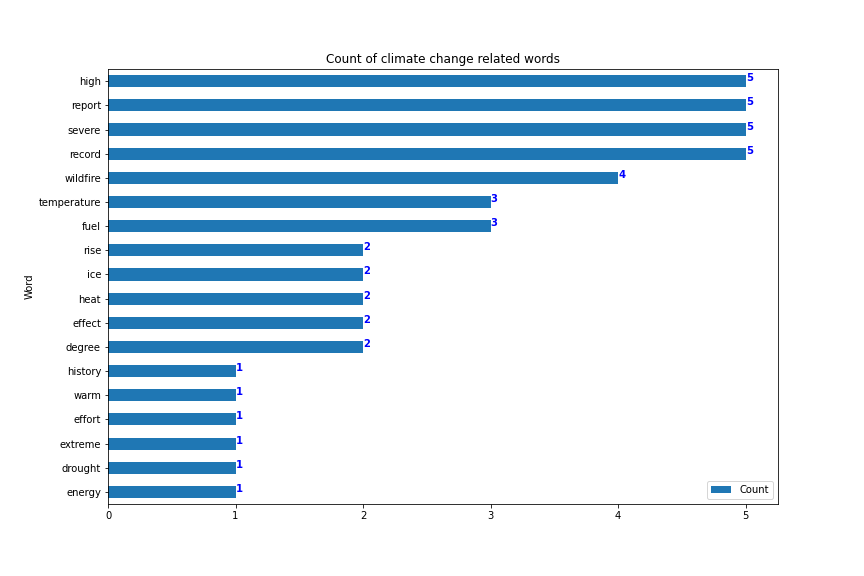 Count of climate change related words
high 5
report 5
severe 5
record 5
wildfire 4
temperature 3
fuel 3
rise 2
ice 2
heat 2
effect 2
degree 2
history 1
warm 1
effort 1
extreme 1
drought 1
energy 1
Word
Count
0 1 2 3 4 5